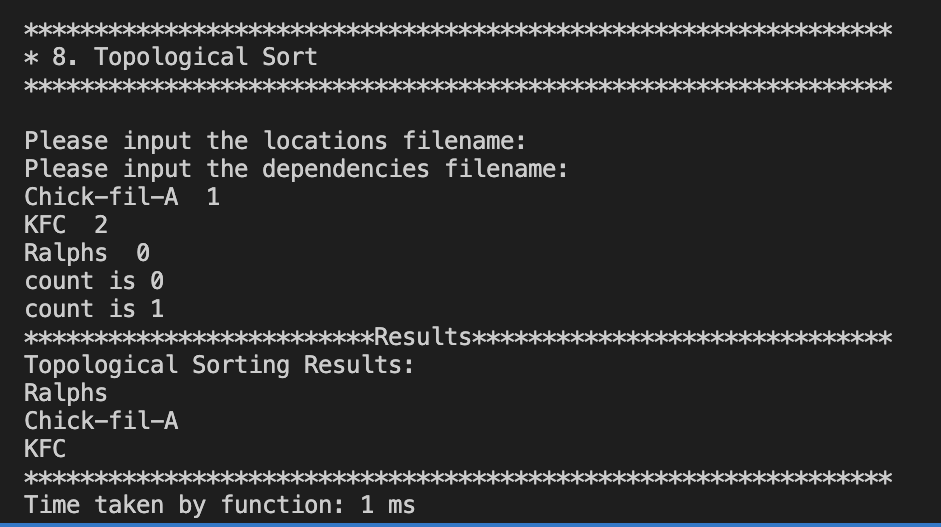 **************************************************************
* 8. Topological Sort
**************************************************************
Please input the locations filename:
Please input the dependencies filename:
Chick-fil-A  1
KFC  2
Ralphs  0
count is 0
count is 1
*************************Results******************************
Topological Sorting Results:
Ralphs
Chick-fil-A
KFC
**************************************************************
Time taken by function: 1 ms